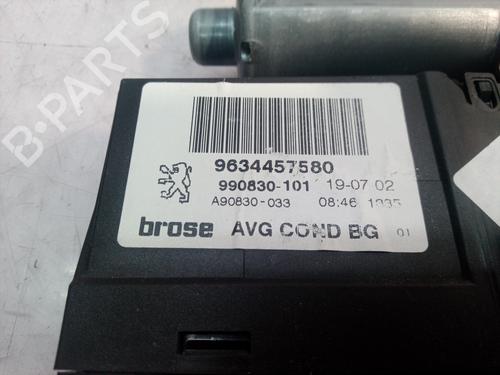 B-PARTS
9634457580
990830-101 19-07 02
A90830-033 08:46 1335
brose AVG COND BG 01